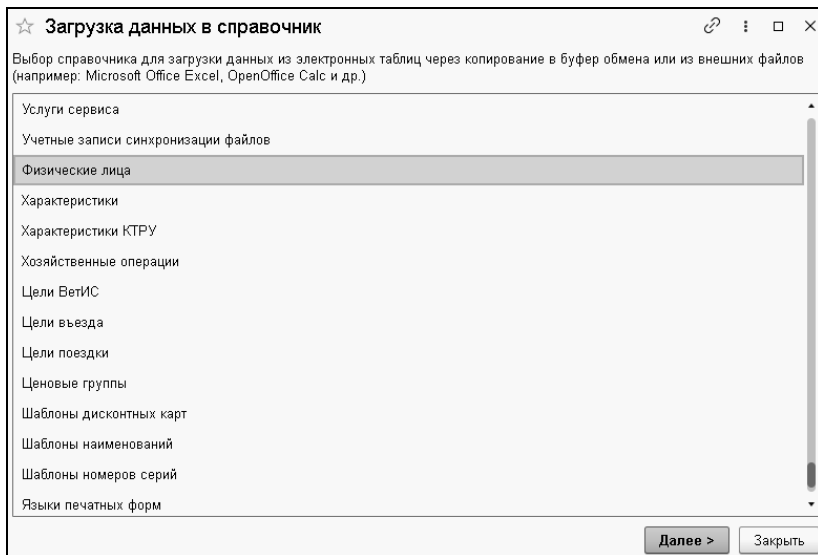 Загрузка данных в справочник
Выбор справочника для загрузки данных из электронных таблиц через копирование в буфер обмена или из внешних файлов
(например: Microsoft Office Excel, OpenOffice Calc и др.)
Услуги сервиса
Учетные записи синхронизации файлов
Физические лица
Характеристики
Характеристики КТРУ
Хозяйственные операции
Цели ВетИС
Цели въезда
Цели поездки
Ценовые группы
Шаблоны дисконтных карт
Шаблоны наименований
Шаблоны номеров серий
Языки печатных форм
Далее > Закрыть